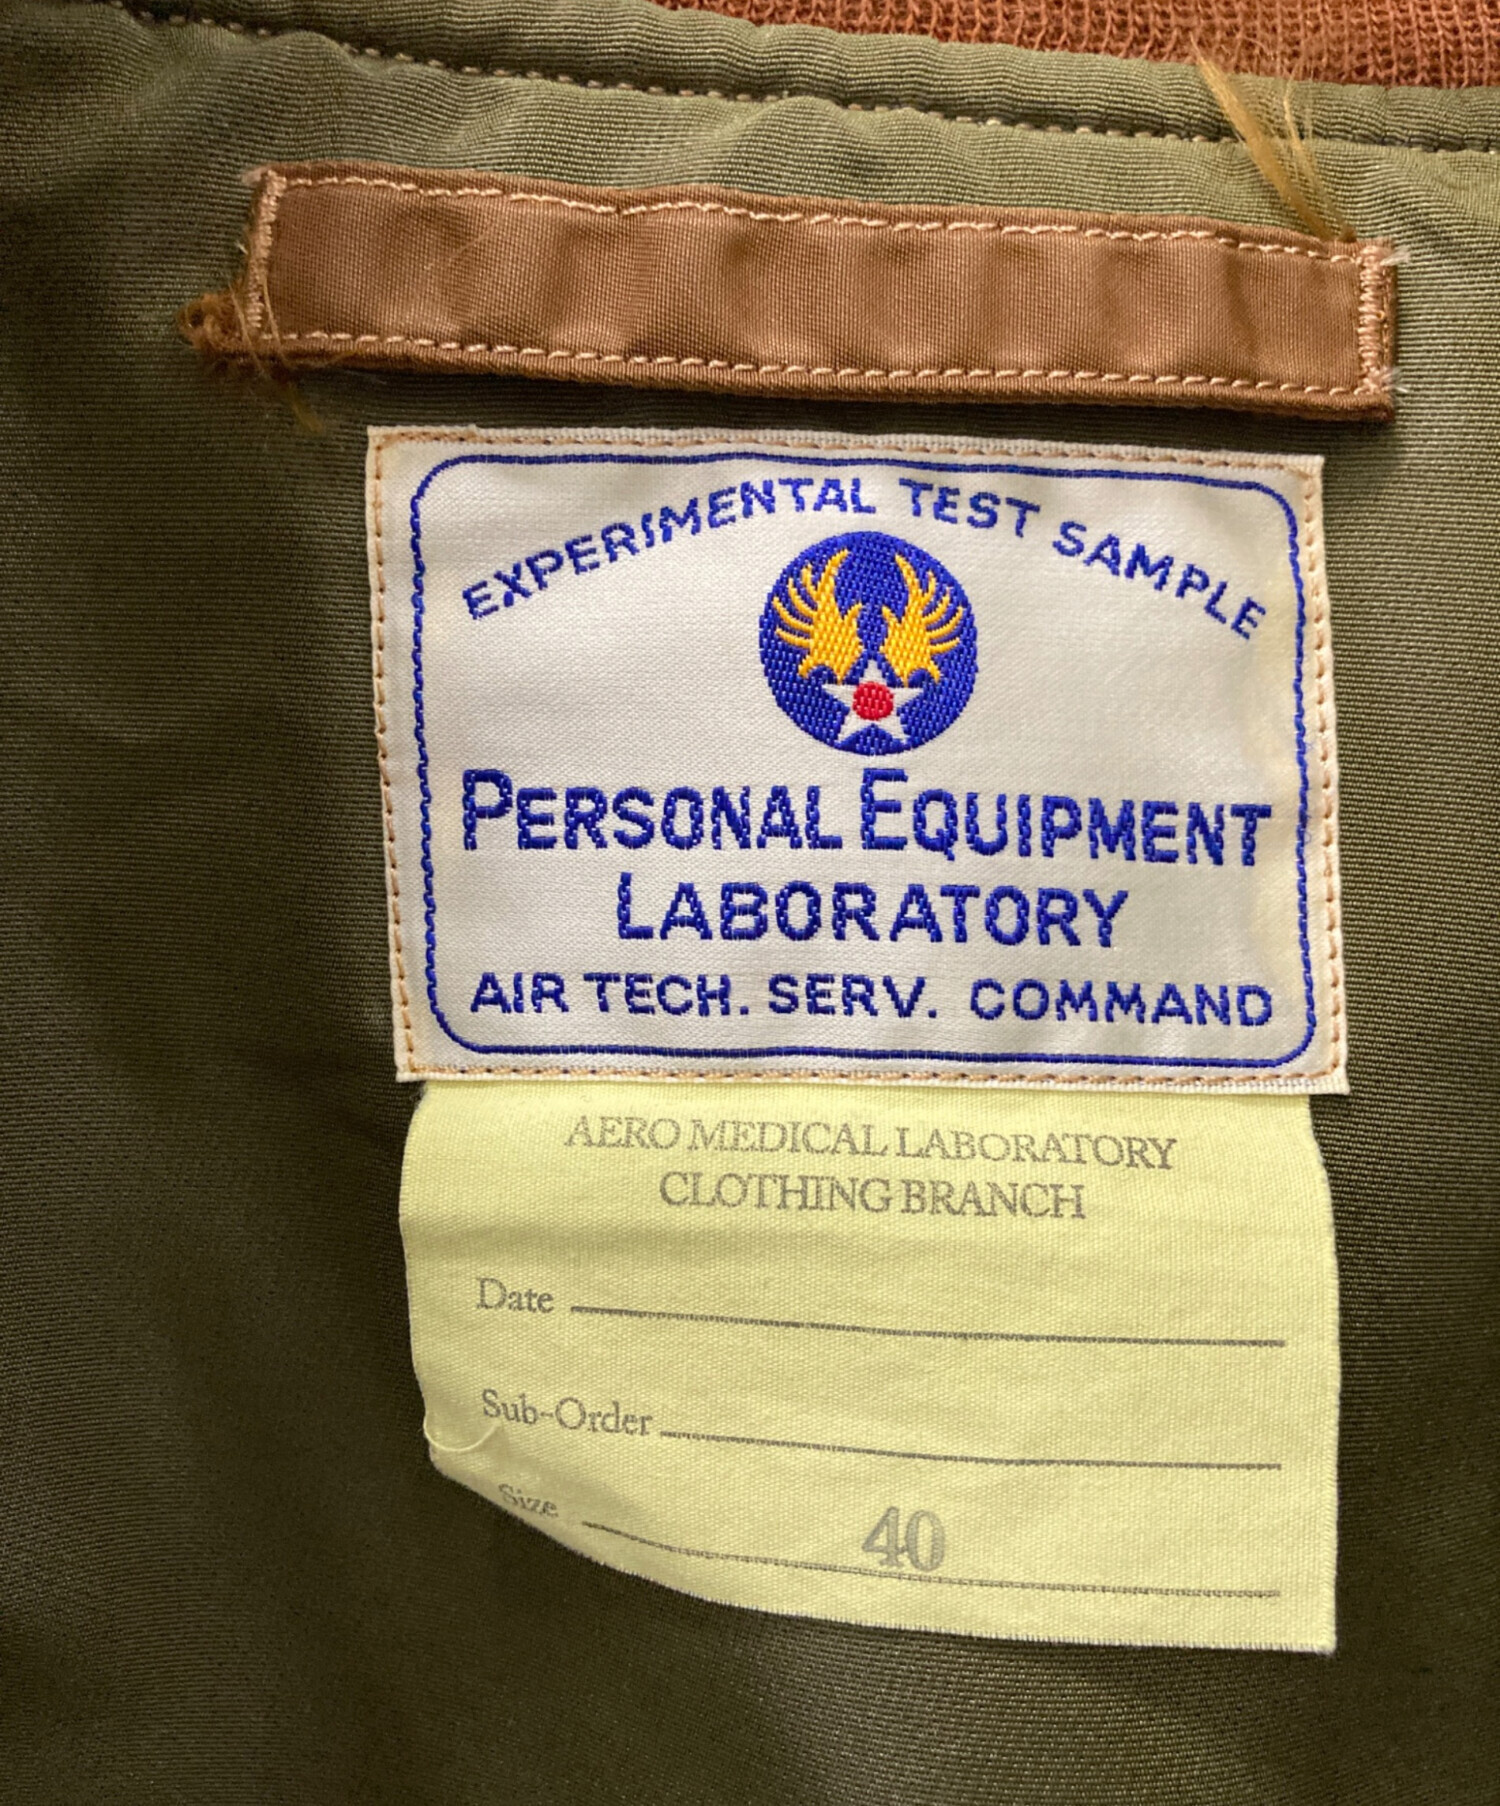 EXPERIMENTAL TEST SAMPLE
PERSONAL EQUIPMENT
LABORATORY
AIR TECH. SERV. COMMAND
AERO MEDICAL LABORATORY
CLOTHING BRANCH
Date
Sub-Order
Size 40